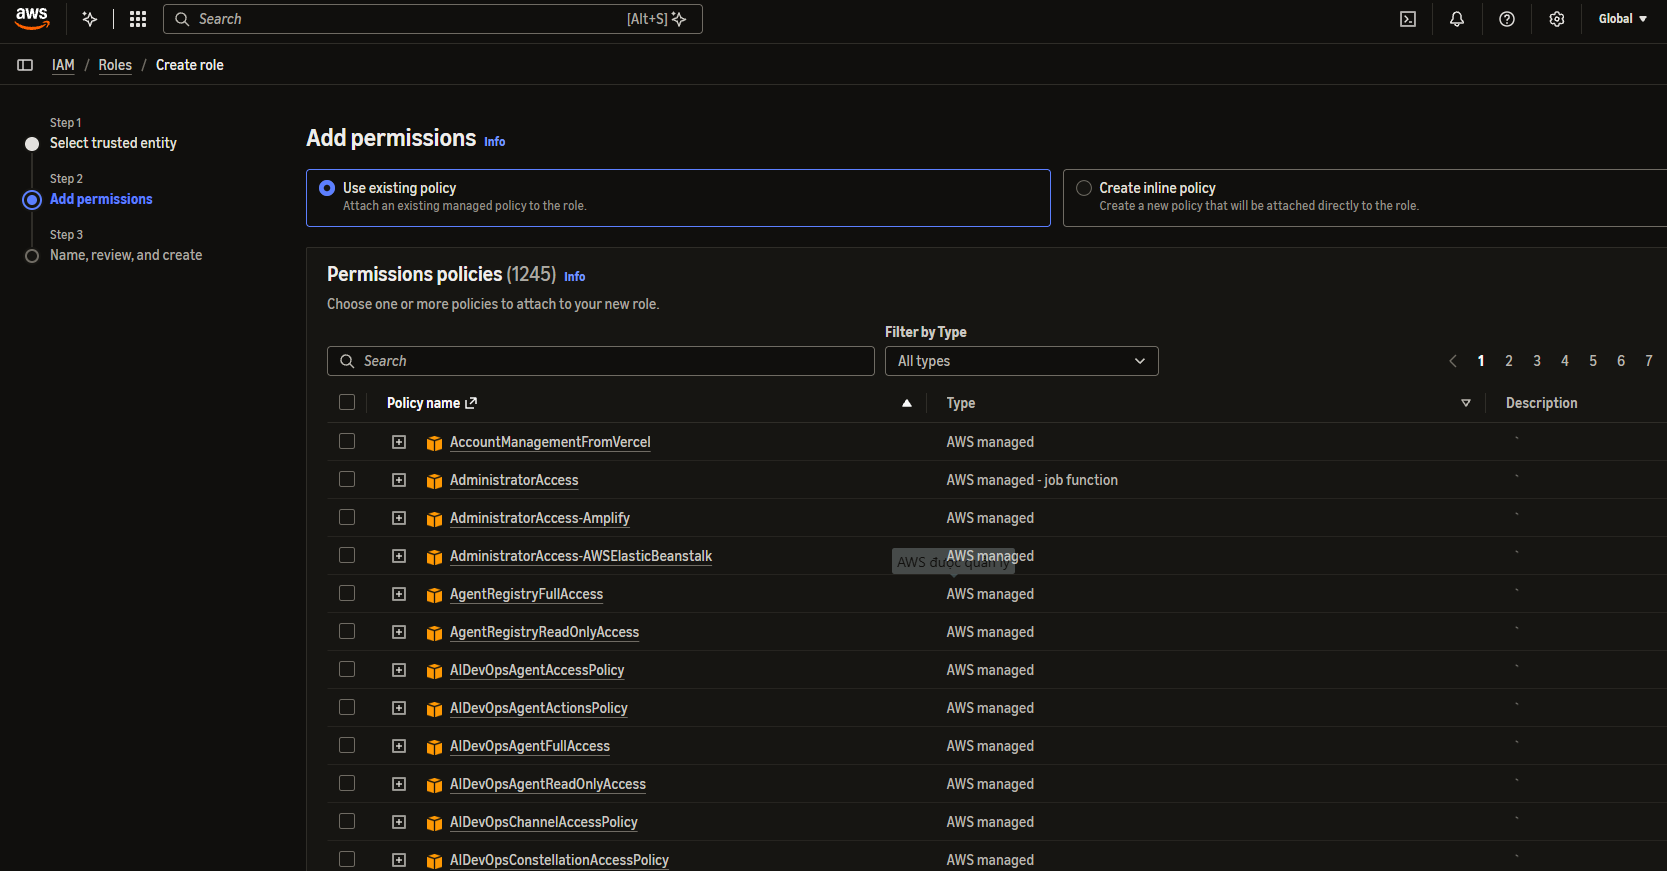 aws
Search [Alt+S]
Global
IAM / Roles / Create role
Step 1
Select trusted entity
Step 2
Add permissions
Step 3
Name, review, and create
Add permissions Info
Use existing policy
Attach an existing managed policy to the role.
Create inline policy
Create a new policy that will be attached directly to the role.
Permissions policies (1245) Info
Choose one or more policies to attach to your new role.
Filter by Type
Search
All types
1 2 3 4 5 6 7
Policy name Type Description
AccountManagementFromVercel AWS managed
AdministratorAccess AWS managed - job function
AdministratorAccess-Amplify AWS managed
AdministratorAccess-AWSElasticBeanstalk AWS managed
AWS được quản lý
AgentRegistryFullAccess AWS managed
AgentRegistryReadOnlyAccess AWS managed
AIDevOpsAgentAccessPolicy AWS managed
AIDevOpsAgentActionsPolicy AWS managed
AIDevOpsAgentFullAccess AWS managed
AIDevOpsAgentReadOnlyAccess AWS managed
AIDevOpsChannelAccessPolicy AWS managed
AIDevOpsConstellationAccessPolicy AWS managed